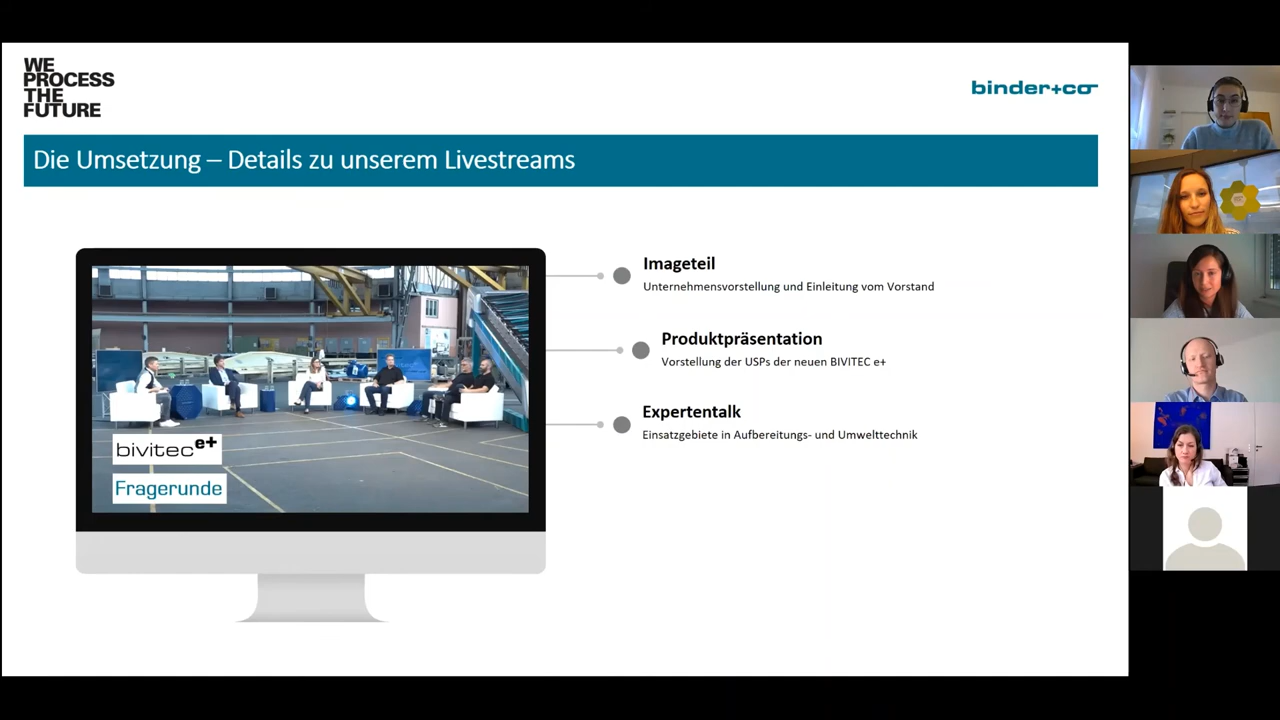 WE
PROCESS
THE
FUTURE
binder+co
Die Umsetzung – Details zu unserem Livestreams
Imageteil
Unternehmensvorstellung und Einleitung vom Vorstand
Produktpräsentation
Vorstellung der USPs der neuen BIVITEC e+
Expertentalk
Einsatzgebiete in Aufbereitungs- und Umwelttechnik
bivitec e+
Fragerunde